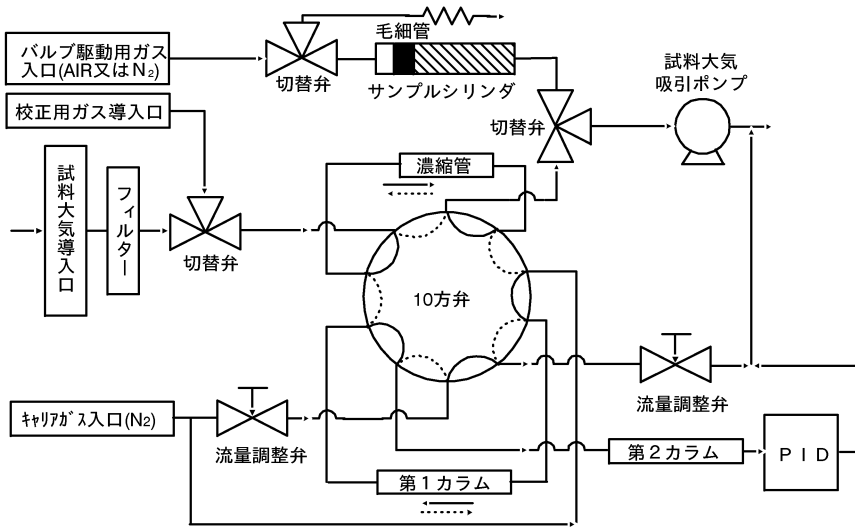 バルブ駆動用ガス
入口(AIR又はN₂)
毛細管
切替弁
サンプルシリンダ
試料大気
吸引ポンプ
校正用ガス導入口
切替弁
濃縮管
試料大気導入口
フィルター
切替弁
10方弁
流量調整弁
ｷｬﾘｱｶﾞｽ入口(N₂)
流量調整弁
第１カラム
第２カラム
ＰＩＤ